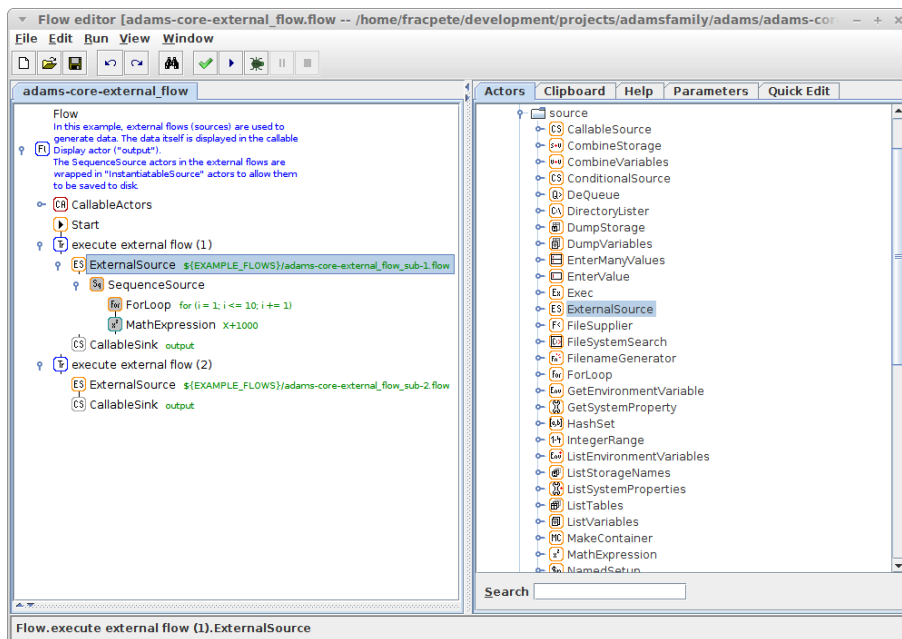 Flow editor [adams-core-external_flow.flow -- /home/fracpete/development/projects/adamsfamily/adams/adams-cor
File Edit Run View Window
adams-core-external_flow
Flow
In this example, external flows (sources) are used to
generate data. The data itself is displayed in the callable
Display actor ("output").
The SequenceSource actors in the external flows are
wrapped in "InstantiatableSource" actors to allow them
to be saved to disk.
CallableActors
Start
execute external flow (1)
ExternalSource ${EXAMPLE_FLOWS}/adams-core-external_flow_sub-1.flow
SequenceSource
ForLoop for (i = 1; i <= 10; i += 1)
MathExpression X+1000
CallableSink output
execute external flow (2)
ExternalSource ${EXAMPLE_FLOWS}/adams-core-external_flow_sub-2.flow
CallableSink output
Actors Clipboard Help Parameters Quick Edit
source
CallableSource
CombineStorage
CombineVariables
ConditionalSource
DeQueue
DirectoryLister
DumpStorage
DumpVariables
EnterManyValues
EnterValue
Exec
ExternalSource
FileSupplier
FileSystemSearch
FilenameGenerator
ForLoop
GetEnvironmentVariable
GetSystemProperty
HashSet
IntegerRange
ListEnvironmentVariables
ListStorageNames
ListSystemProperties
ListTables
ListVariables
MakeContainer
MathExpression
NamedSetup
Search
Flow.execute external flow (1).ExternalSource